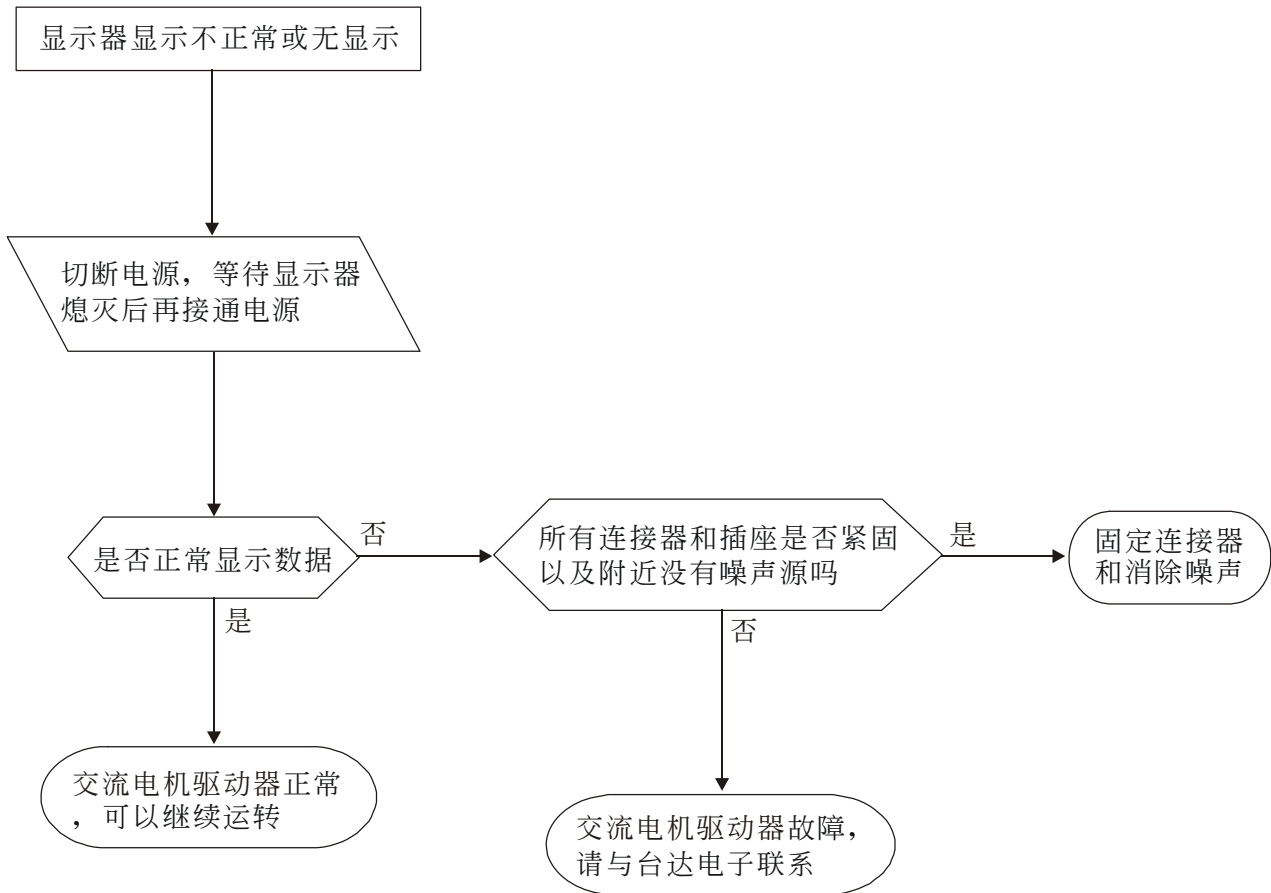 显示器显示不正常或无显示
切断电源，等待显示器
熄灭后再接通电源
是否正常显示数据
否
所有连接器和插座是否紧固
以及附近没有噪声源吗
是
固定连接器
和消除噪声
是
否
交流电机驱动器正常
，可以继续运转
交流电机驱动器故障，
请与台达电子联系